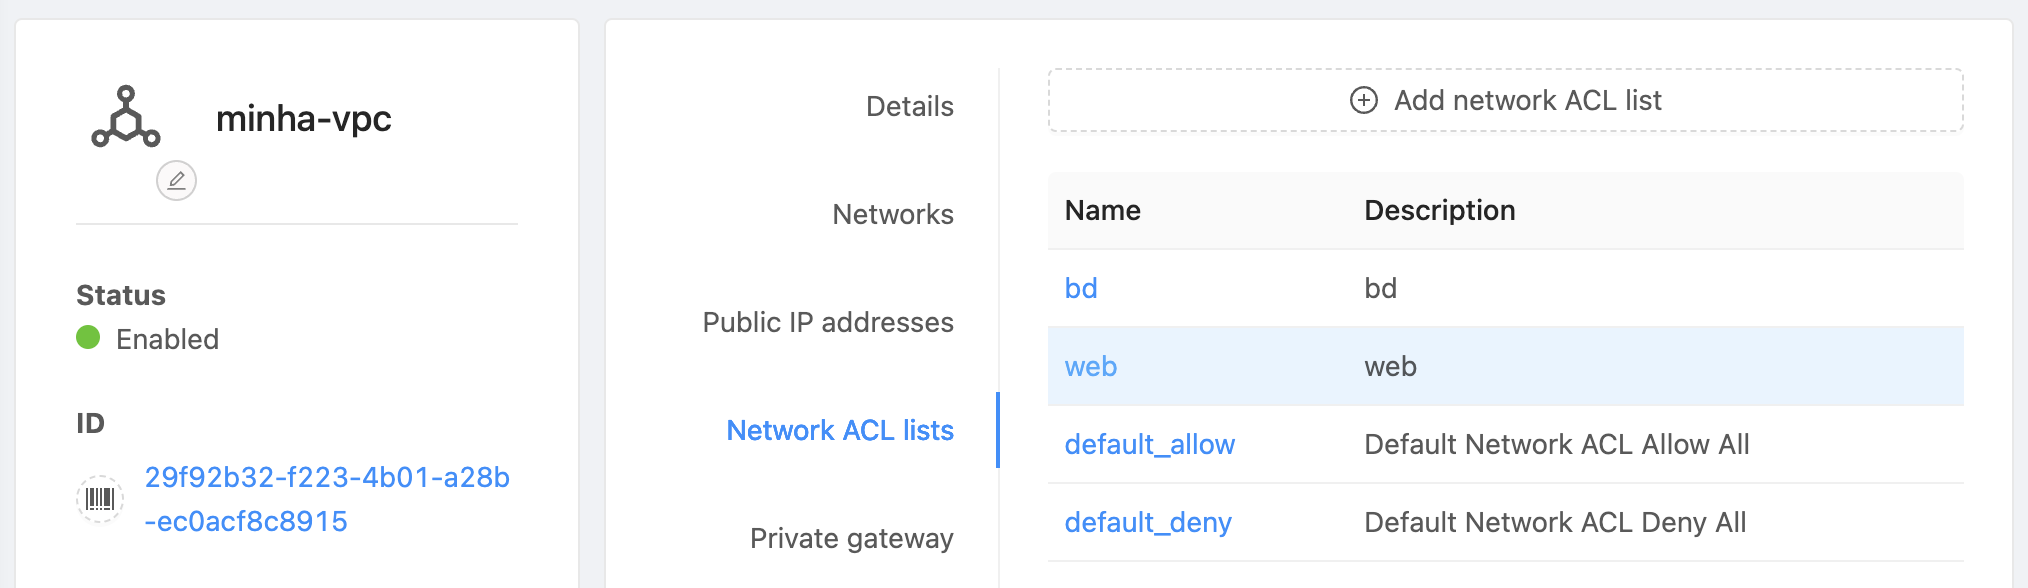 minha-vpc
Status
Enabled
ID
29f92b32-f223-4b01-a28b
-ec0acf8c8915
Details
Networks
Public IP addresses
Network ACL lists
Private gateway
Add network ACL list
Name Description
bd bd
web web
default_allow Default Network ACL Allow All
default_deny Default Network ACL Deny All